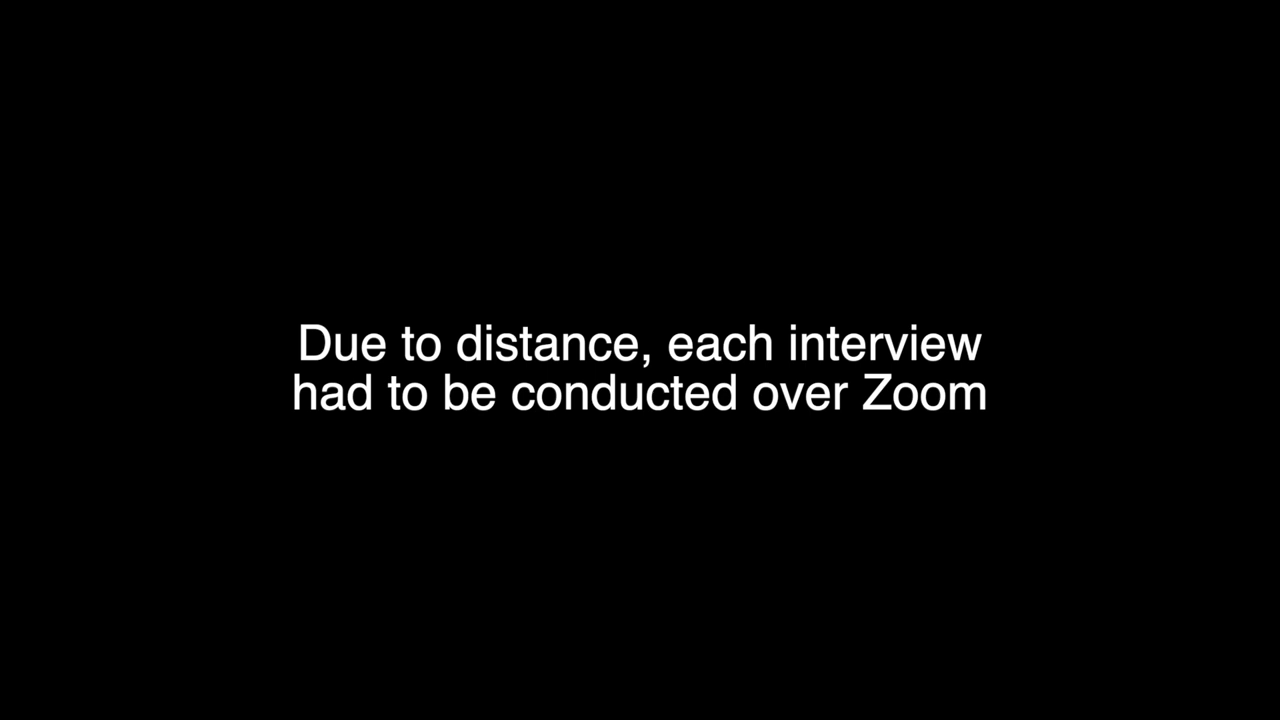 Due to distance, each interview
had to be conducted over Zoom